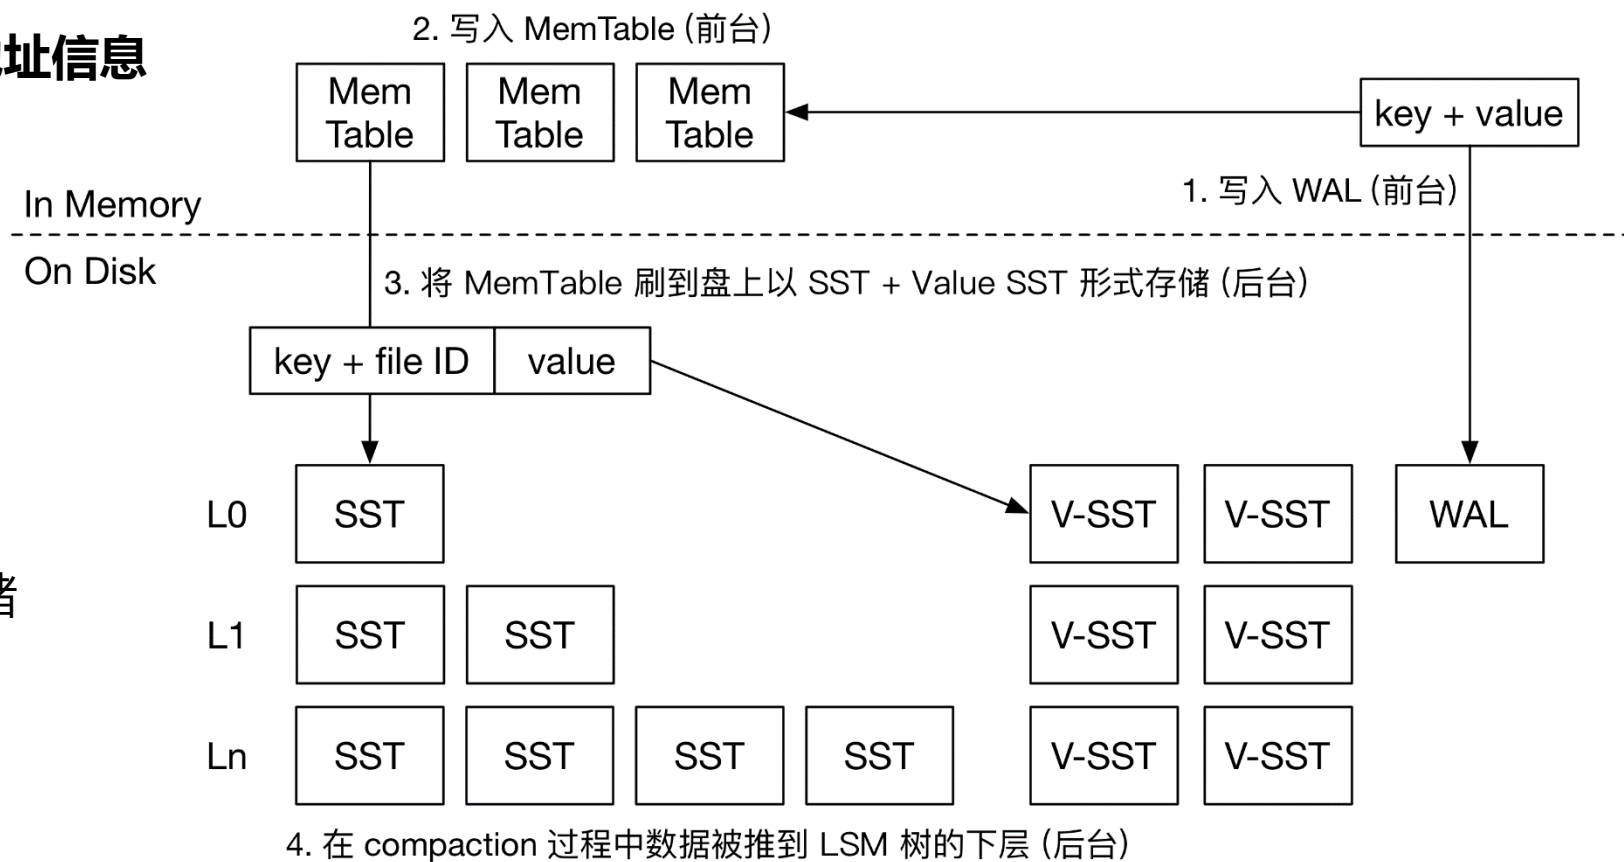 2. 写入 MemTable (前台)
址信息
Mem
Table
Mem
Table
Mem
Table
key + value
1. 写入 WAL (前台)
In Memory
On Disk
3. 将 MemTable 刷到盘上以 SST + Value SST 形式存储 (后台)
key + file ID
value
L0
SST
V-SST
V-SST
WAL
L1
SST
SST
V-SST
V-SST
Ln
SST
SST
SST
SST
V-SST
V-SST
4. 在 compaction 过程中数据被推到 LSM 树的下层 (后台)